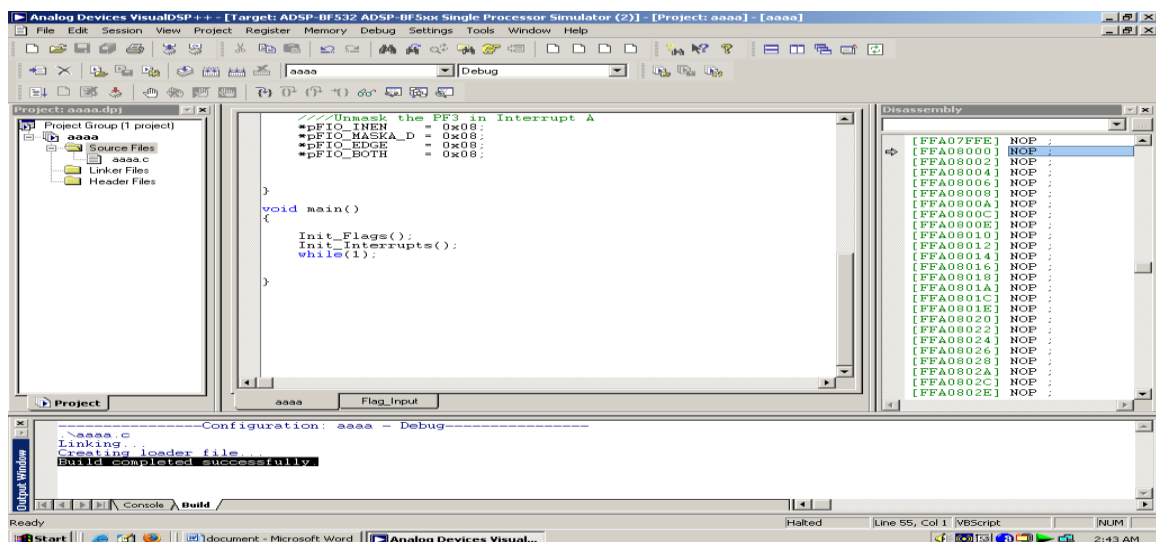 Analog Devices VisualDSP++ - [Target: ADSP-BF532 ADSP-BF5xx Single Processor Simulator (2)] - [Project: aaaa] - [aaaa]
File Edit Session View Project Register Memory Debug Settings Tools Window Help
aaaa Debug
Project: aaaa.dpj
Project Group (1 project)
aaaa
Source Files
aaaa.c
Linker Files
Header Files
Project
////Unmask the PF3 in Interrupt A
*pFIO_INEN = 0x08;
*pFIO_MASKA_D = 0x08;
*pFIO_EDGE = 0x08;
*pFIO_BOTH = 0x08;
}
void main()
{
Init_Flags();
Init_Interrupts();
while(1);
}
aaaa Flag_Input
Disassembly
[FFA07FFE] NOP ;
[FFA08000] NOP ;
[FFA08002] NOP ;
[FFA08004] NOP ;
[FFA08006] NOP ;
[FFA08008] NOP ;
[FFA0800A] NOP ;
[FFA0800C] NOP ;
[FFA0800E] NOP ;
[FFA08010] NOP ;
[FFA08012] NOP ;
[FFA08014] NOP ;
[FFA08016] NOP ;
[FFA08018] NOP ;
[FFA0801A] NOP ;
[FFA0801C] NOP ;
[FFA0801E] NOP ;
[FFA08020] NOP ;
[FFA08022] NOP ;
[FFA08024] NOP ;
[FFA08026] NOP ;
[FFA08028] NOP ;
[FFA0802A] NOP ;
[FFA0802C] NOP ;
[FFA0802E] NOP ;
Output Window
----------------Configuration: aaaa - Debug----------------
.\aaaa.c
Linking...
Creating loader file...
Build completed successfully.
Console Build
Ready Halted Line 55, Col 1 VBScript NUM
Start document - Microsoft Word Analog Devices Visual... 2:43 AM